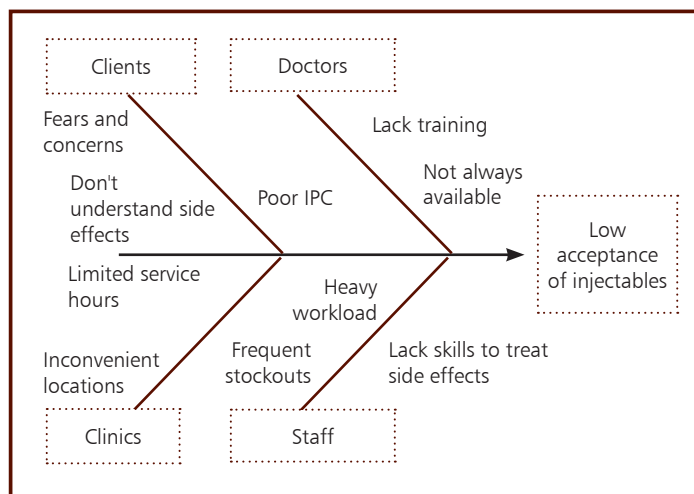 Clients
Doctors
Fears and
concerns
Lack training
Don't
understand side
effects
Poor IPC
Not always
available
Low
acceptance
of injectables
Limited service
hours
Heavy
workload
Inconvenient
locations
Frequent
stockouts
Lack skills to treat
side effects
Clinics
Staff